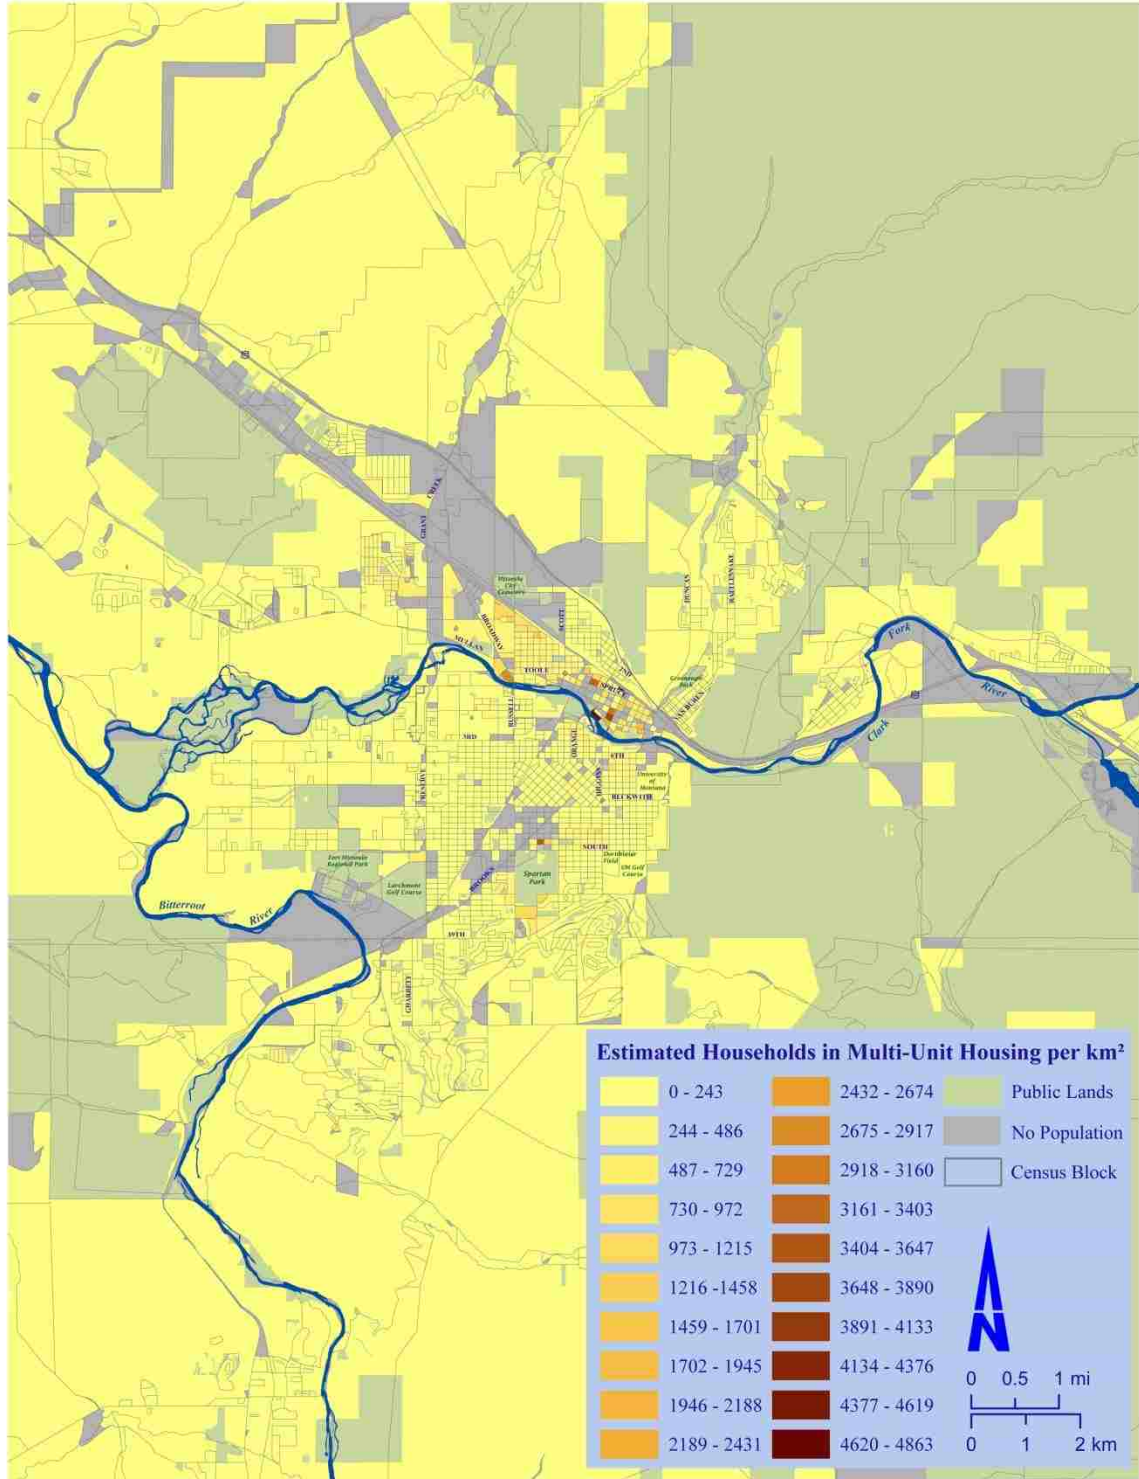 GRANT
CREEK
Missoula
City
Cemetery
SCOTT
DUNCAN
RATTLESNAKE
BROADWAY
MULLAN
TOOLE
2ND
SPRUCE
Greenough
Park
VAN BUREN
Clark
Fork
River
RUSSELL
3RD
ORANGE
6TH
HIGGINS
University
of
Montana
BECKWITH
RESERVE
SOUTH
Dornblaser
Field
UM Golf
Course
Fort Missoula
Regional Park
Larchmont
Golf Course
BROOKS
Spartan
Park
Bitterroot
River
39TH
GHARRETT
Estimated Households in Multi-Unit Housing per km²
0 - 243
244 - 486
487 - 729
730 - 972
973 - 1215
1216 -1458
1459 - 1701
1702 - 1945
1946 - 2188
2189 - 2431
2432 - 2674
2675 - 2917
2918 - 3160
3161 - 3403
3404 - 3647
3648 - 3890
3891 - 4133
4134 - 4376
4377 - 4619
4620 - 4863
Public Lands
No Population
Census Block
N
0 0.5 1 mi
0 1 2 km